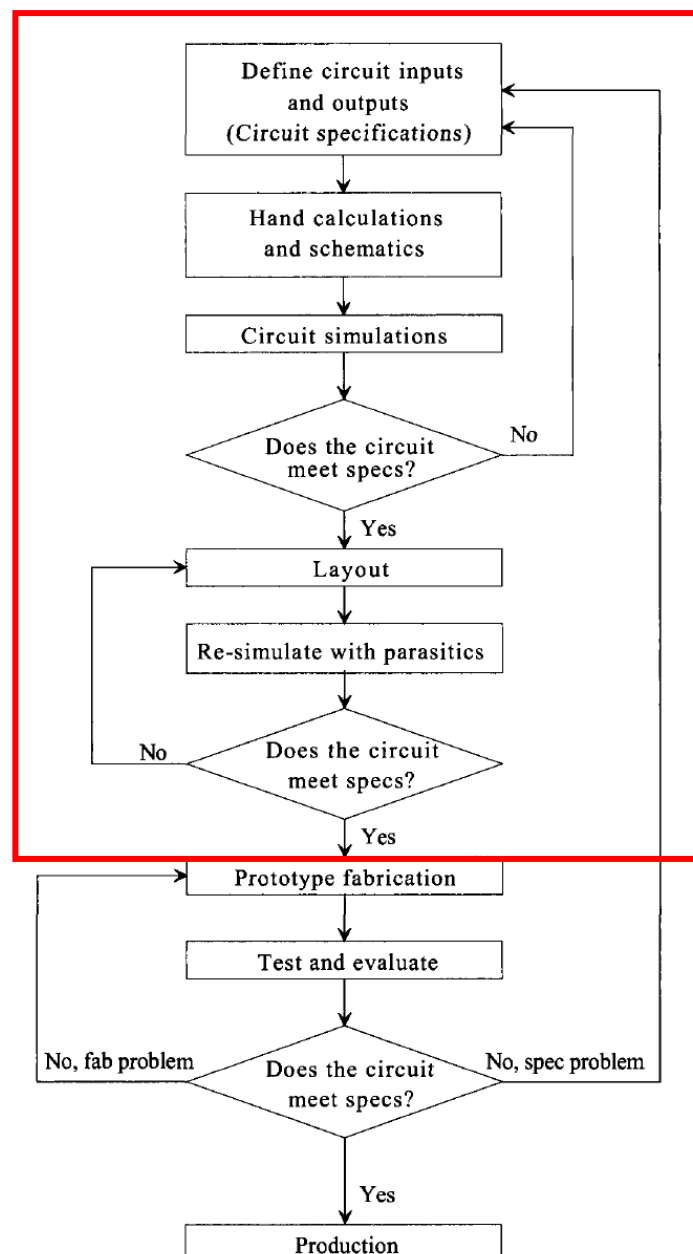 Define circuit inputs
and outputs
(Circuit specifications)
Hand calculations
and schematics
Circuit simulations
Does the circuit
meet specs?
No
Yes
Layout
Re-simulate with parasitics
Does the circuit
meet specs?
No
Yes
Prototype fabrication
Test and evaluate
No, fab problem
Does the circuit
meet specs?
No, spec problem
Yes
Production